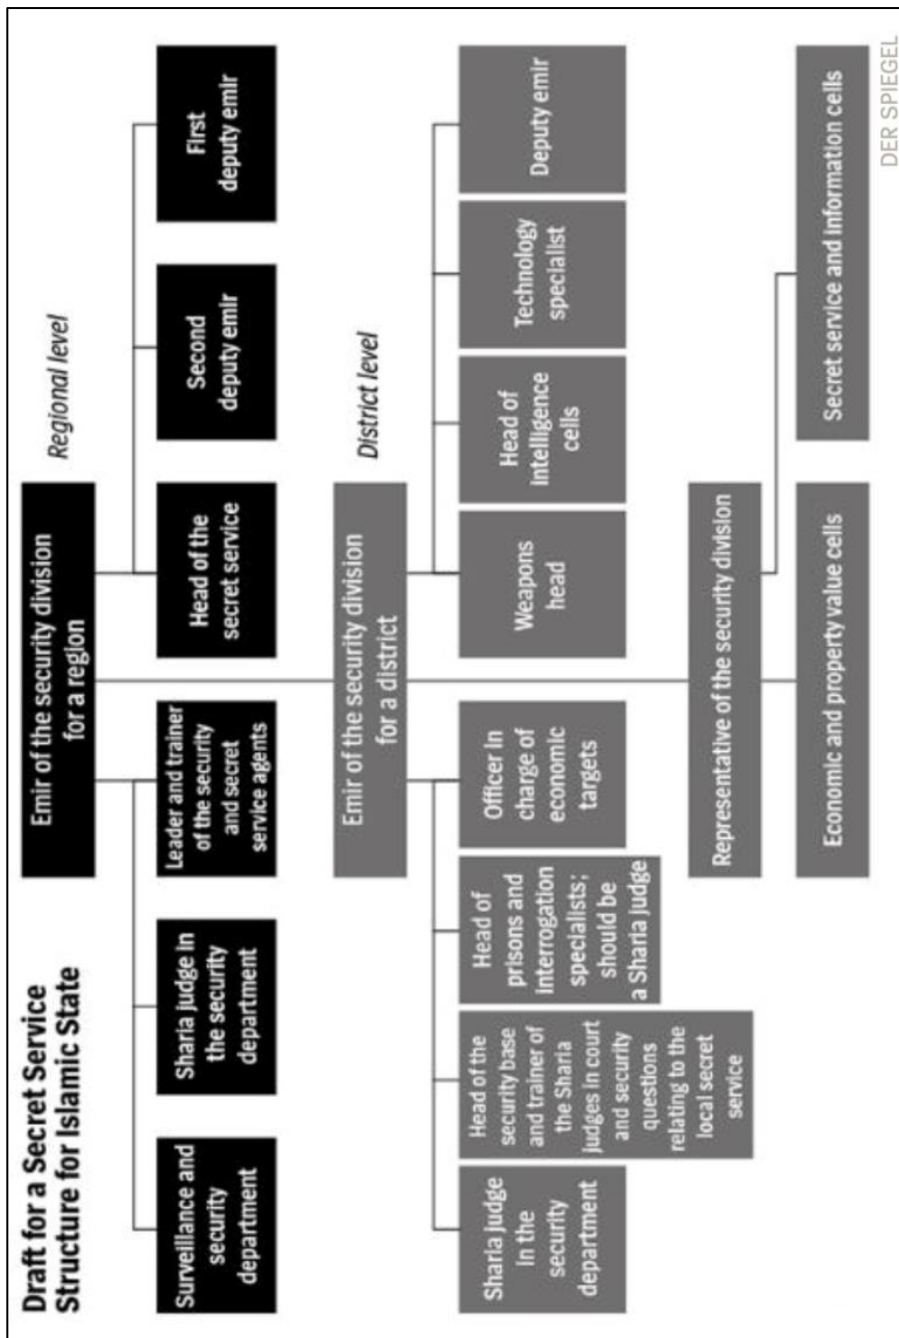 Draft for a Secret Service
Structure for Islamic State
Emir of the security division
for a region
Regional level
Surveillance and
security
department
Sharia judge in
the security
department
Leader and trainer
of the security
and secret
service agents
Head of the
secret service
Second
deputy emir
First
deputy emir
Emir of the security division
for a district
District level
Sharia judge
in the
security
department
Head of the
security base
and trainer of
the Sharia
judges in court
and security
questions
relating to the
local secret
service
Head of
prisons and
interrogation
specialists;
should be
a Sharia judge
Officer in
charge of
economic
targets
Weapons
head
Head of
intelligence
cells
Technology
specialist
Deputy emir
Representative of the security division
Economic and property value cells
Secret service and information cells
DER SPIEGEL